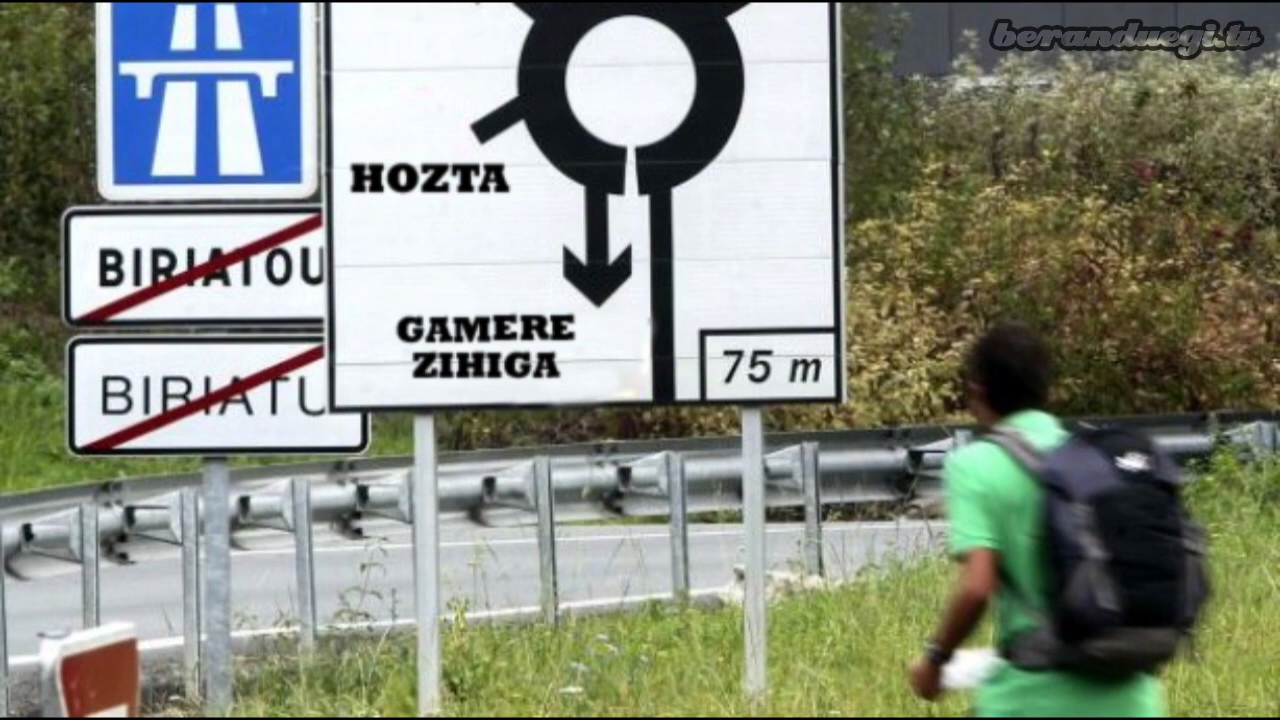 beranduegi.tv
HOZTA
BIRIATOU
GAMERE
ZIHIGA
BIRIATU
75 m